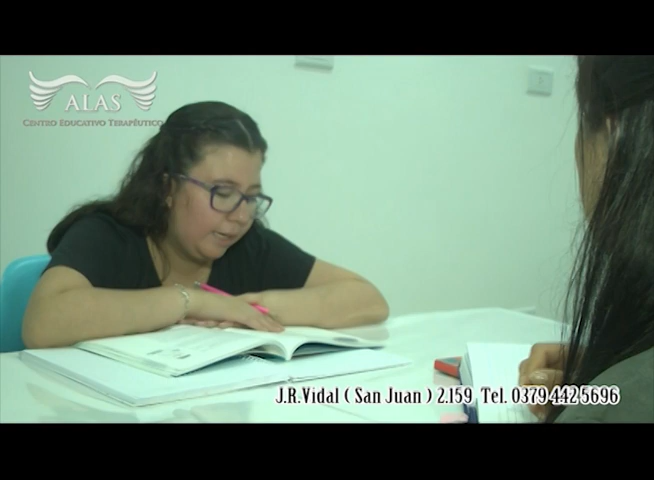 ALAS
CENTRO EDUCATIVO TERAPÉUTICO
J.R.Vidal ( San Juan ) 2.159 Tel. 0379 442 5696